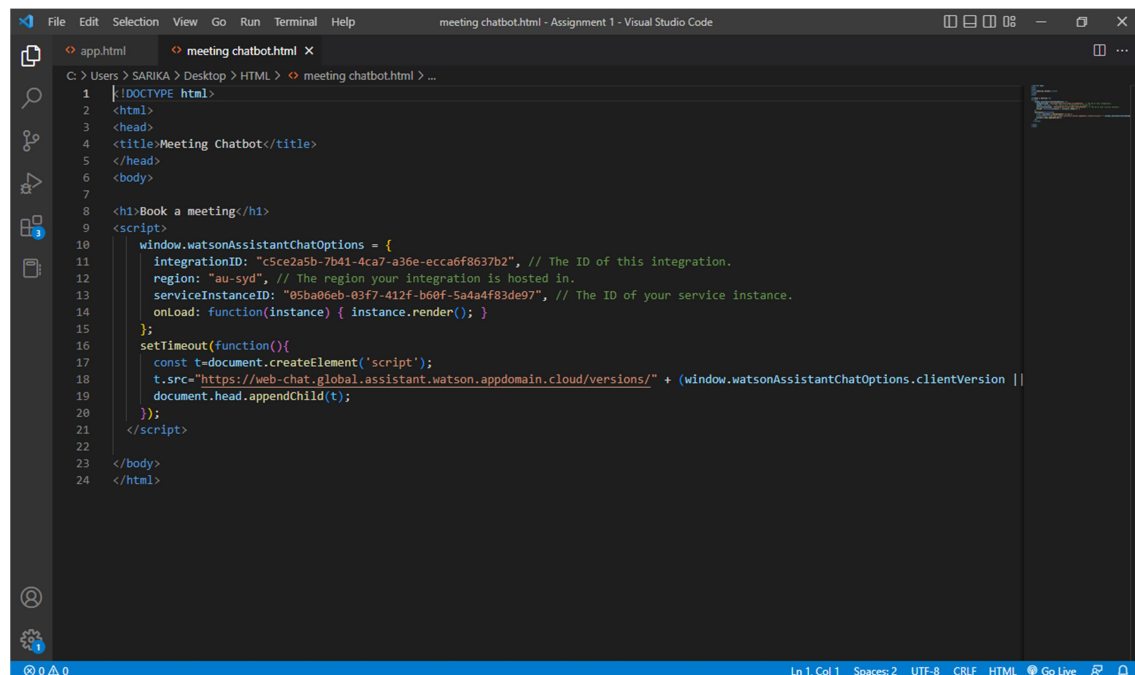 File Edit Selection View Go Run Terminal Help meeting chatbot.html - Assignment 1 - Visual Studio Code
<> app.html <> meeting chatbot.html ×
C: > Users > SARIKA > Desktop > HTML > <> meeting chatbot.html > ...
1 <!DOCTYPE html>
2 <html>
3 <head>
4 <title>Meeting Chatbot</title>
5 </head>
6 <body>
7
8 <h1>Book a meeting</h1>
9 <script>
10 window.watsonAssistantChatOptions = {
11 integrationID: "c5ce2a5b-7b41-4ca7-a36e-ecca6f8637b2", // The ID of this integration.
12 region: "au-syd", // The region your integration is hosted in.
13 serviceInstanceID: "05ba06eb-03f7-412f-b60f-5a4a4f83de97", // The ID of your service instance.
14 onLoad: function(instance) { instance.render(); }
15 };
16 setTimeout(function(){
17 const t=document.createElement('script');
18 t.src="https://web-chat.global.assistant.watson.appdomain.cloud/versions/" + (window.watsonAssistantChatOptions.clientVersion ||
19 document.head.appendChild(t);
20 });
21 </script>
22
23 </body>
24 </html>
3
1
0 0 Ln 1, Col 1 Spaces: 2 UTF-8 CRLF HTML Go Live